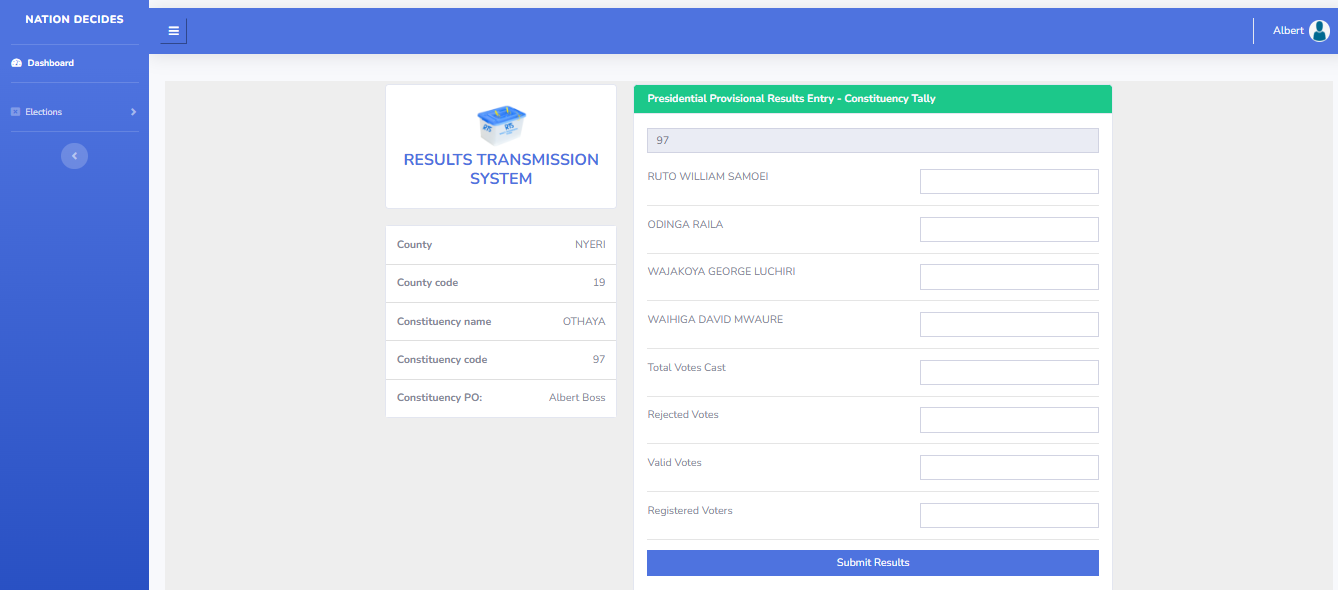 NATION DECIDES
Dashboard
Elections
Albert
RESULTS TRANSMISSION
SYSTEM
County NYERI
County code 19
Constituency name OTHAYA
Constituency code 97
Constituency PO: Albert Boss
Presidential Provisional Results Entry - Constituency Tally
97
RUTO WILLIAM SAMOEI
ODINGA RAILA
WAJAKOYA GEORGE LUCHIRI
WAIHIGA DAVID MWAURE
Total Votes Cast
Rejected Votes
Valid Votes
Registered Voters
Submit Results